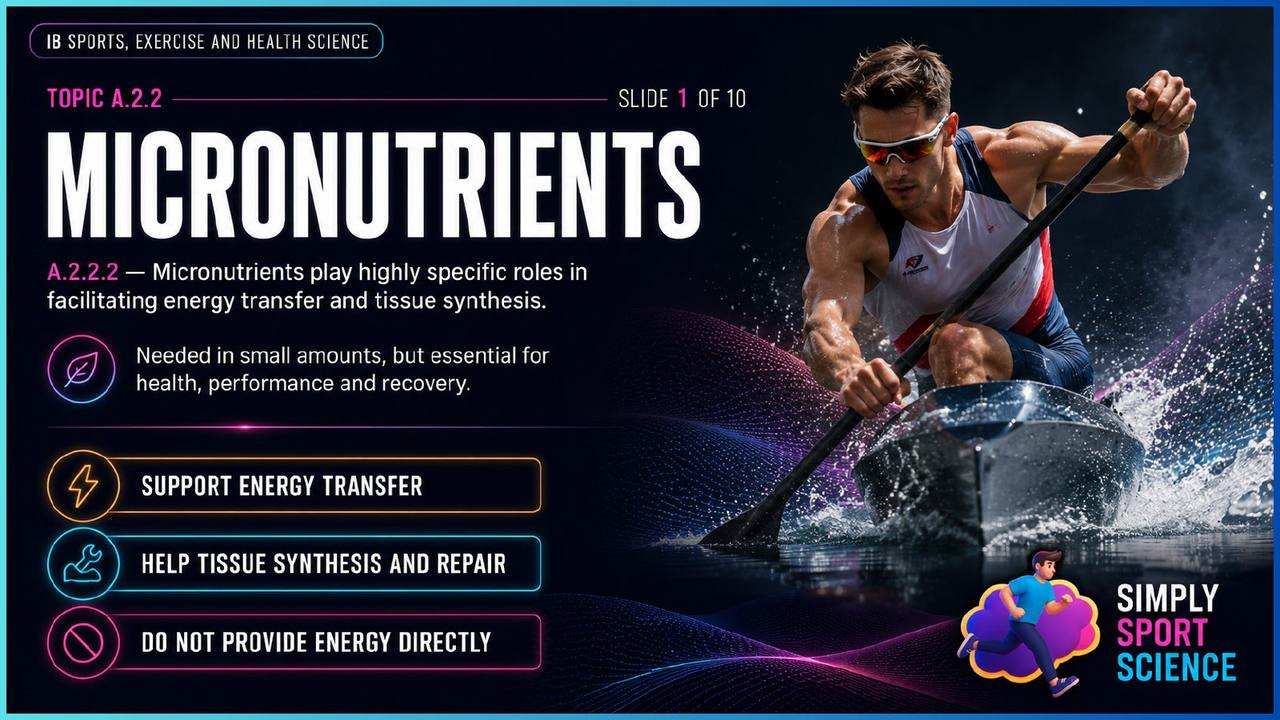 IB SPORTS, EXERCISE AND HEALTH SCIENCE
TOPIC A.2.2
SLIDE 1 OF 10
MICRONUTRIENTS
A.2.2.2 — Micronutrients play highly specific roles in
facilitating energy transfer and tissue synthesis.
Needed in small amounts, but essential for
health, performance and recovery.
SUPPORT ENERGY TRANSFER
HELP TISSUE SYNTHESIS AND REPAIR
DO NOT PROVIDE ENERGY DIRECTLY
SIMPLY
SPORT
SCIENCE